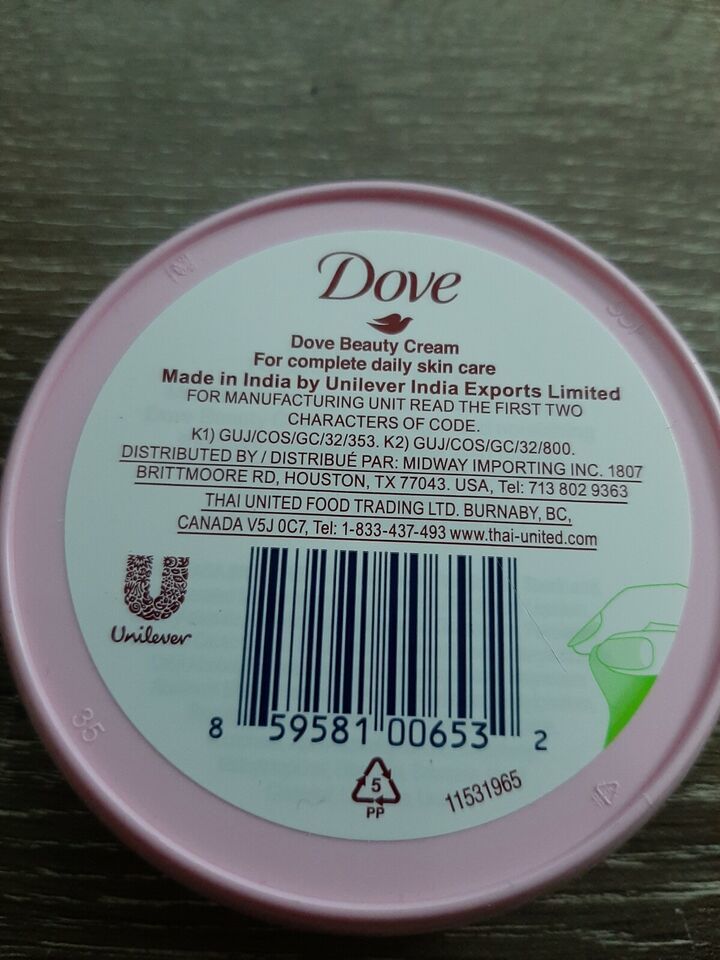 Dove
Dove Beauty Cream
For complete daily skin care
Made in India by Unilever India Exports Limited
FOR MANUFACTURING UNIT READ THE FIRST TWO
CHARACTERS OF CODE.
K1) GUJ/COS/GC/32/353. K2) GUJ/COS/GC/32/800.
DISTRIBUTED BY / DISTRIBUÉ PAR: MIDWAY IMPORTING INC. 1807
BRITTMOORE RD, HOUSTON, TX 77043. USA, Tel: 713 802 9363
THAI UNITED FOOD TRADING LTD. BURNABY, BC,
CANADA V5J 0C7, Tel: 1-833-437-493 www.thai-united.com
Unilever
8 59581 00653 2
5
PP
11531965
35